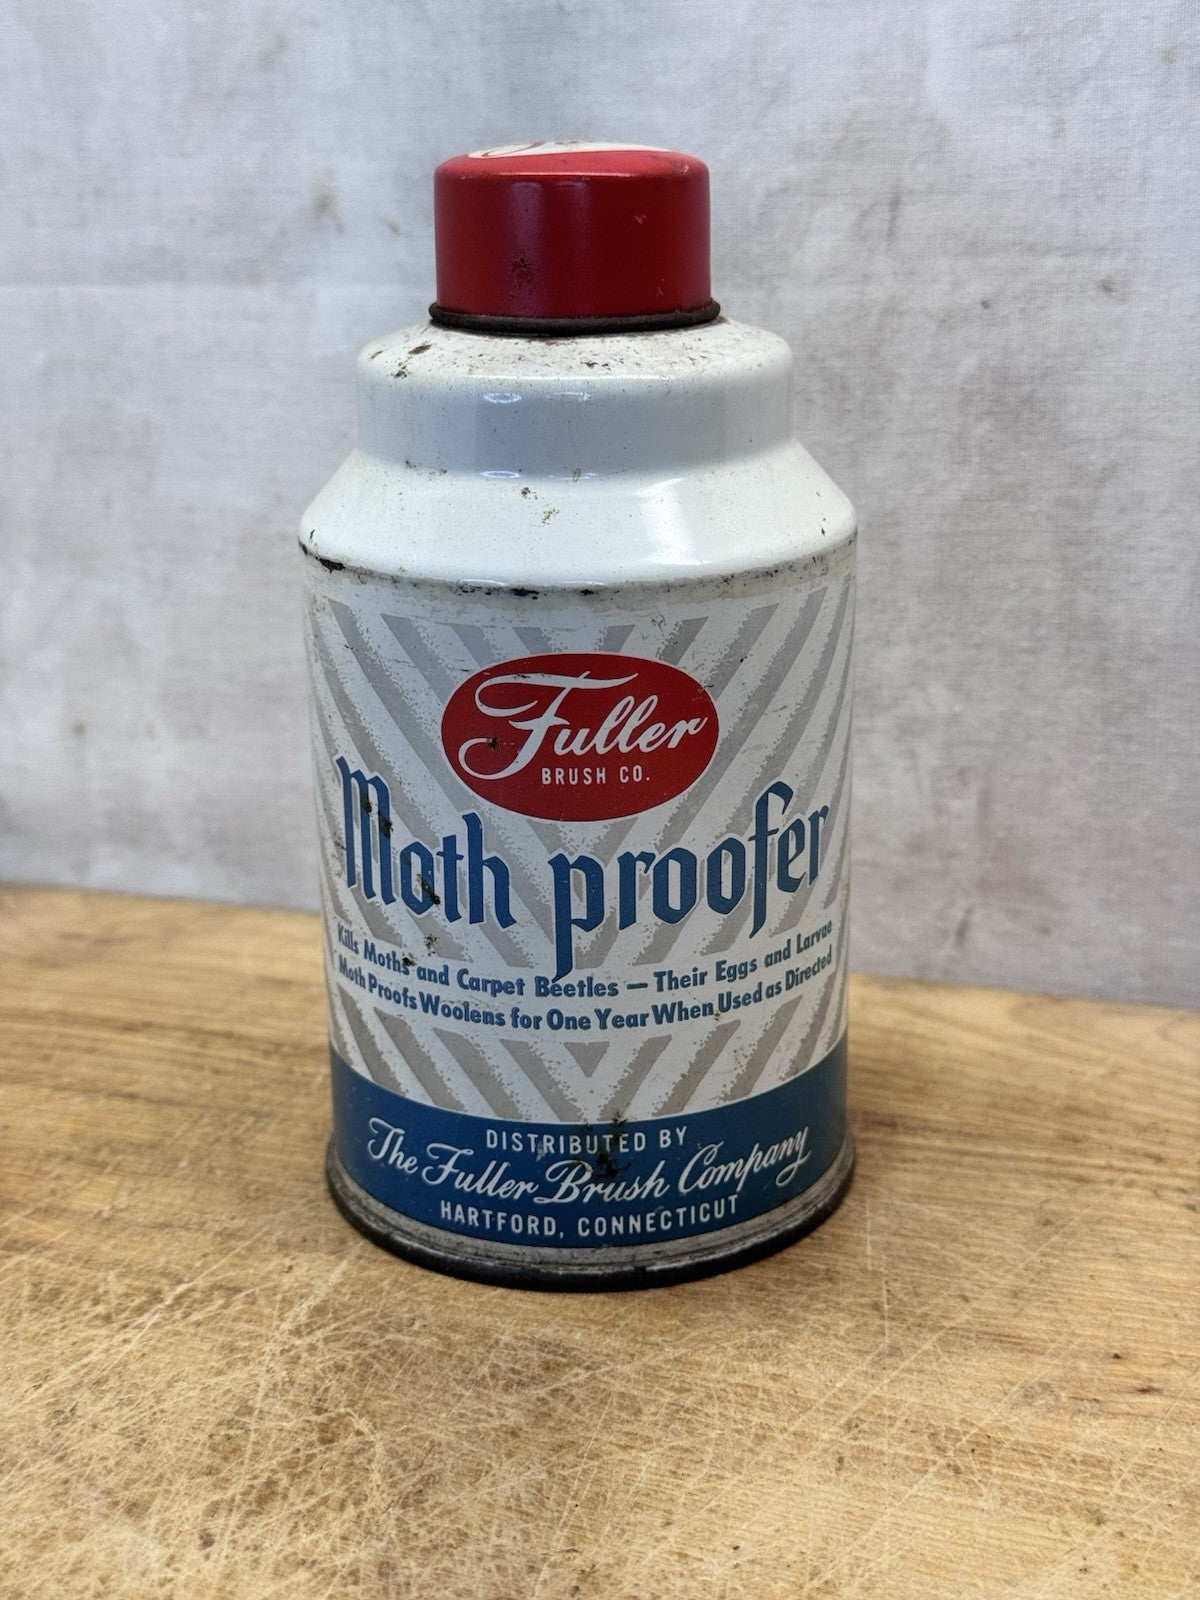 Fuller
BRUSH CO.
Moth proofer
Kills Moths and Carpet Beetles — Their Eggs and Larvae
Moth Proofs Woolens for One Year When Used as Directed
DISTRIBUTED BY
The Fuller Brush Company
HARTFORD, CONNECTICUT